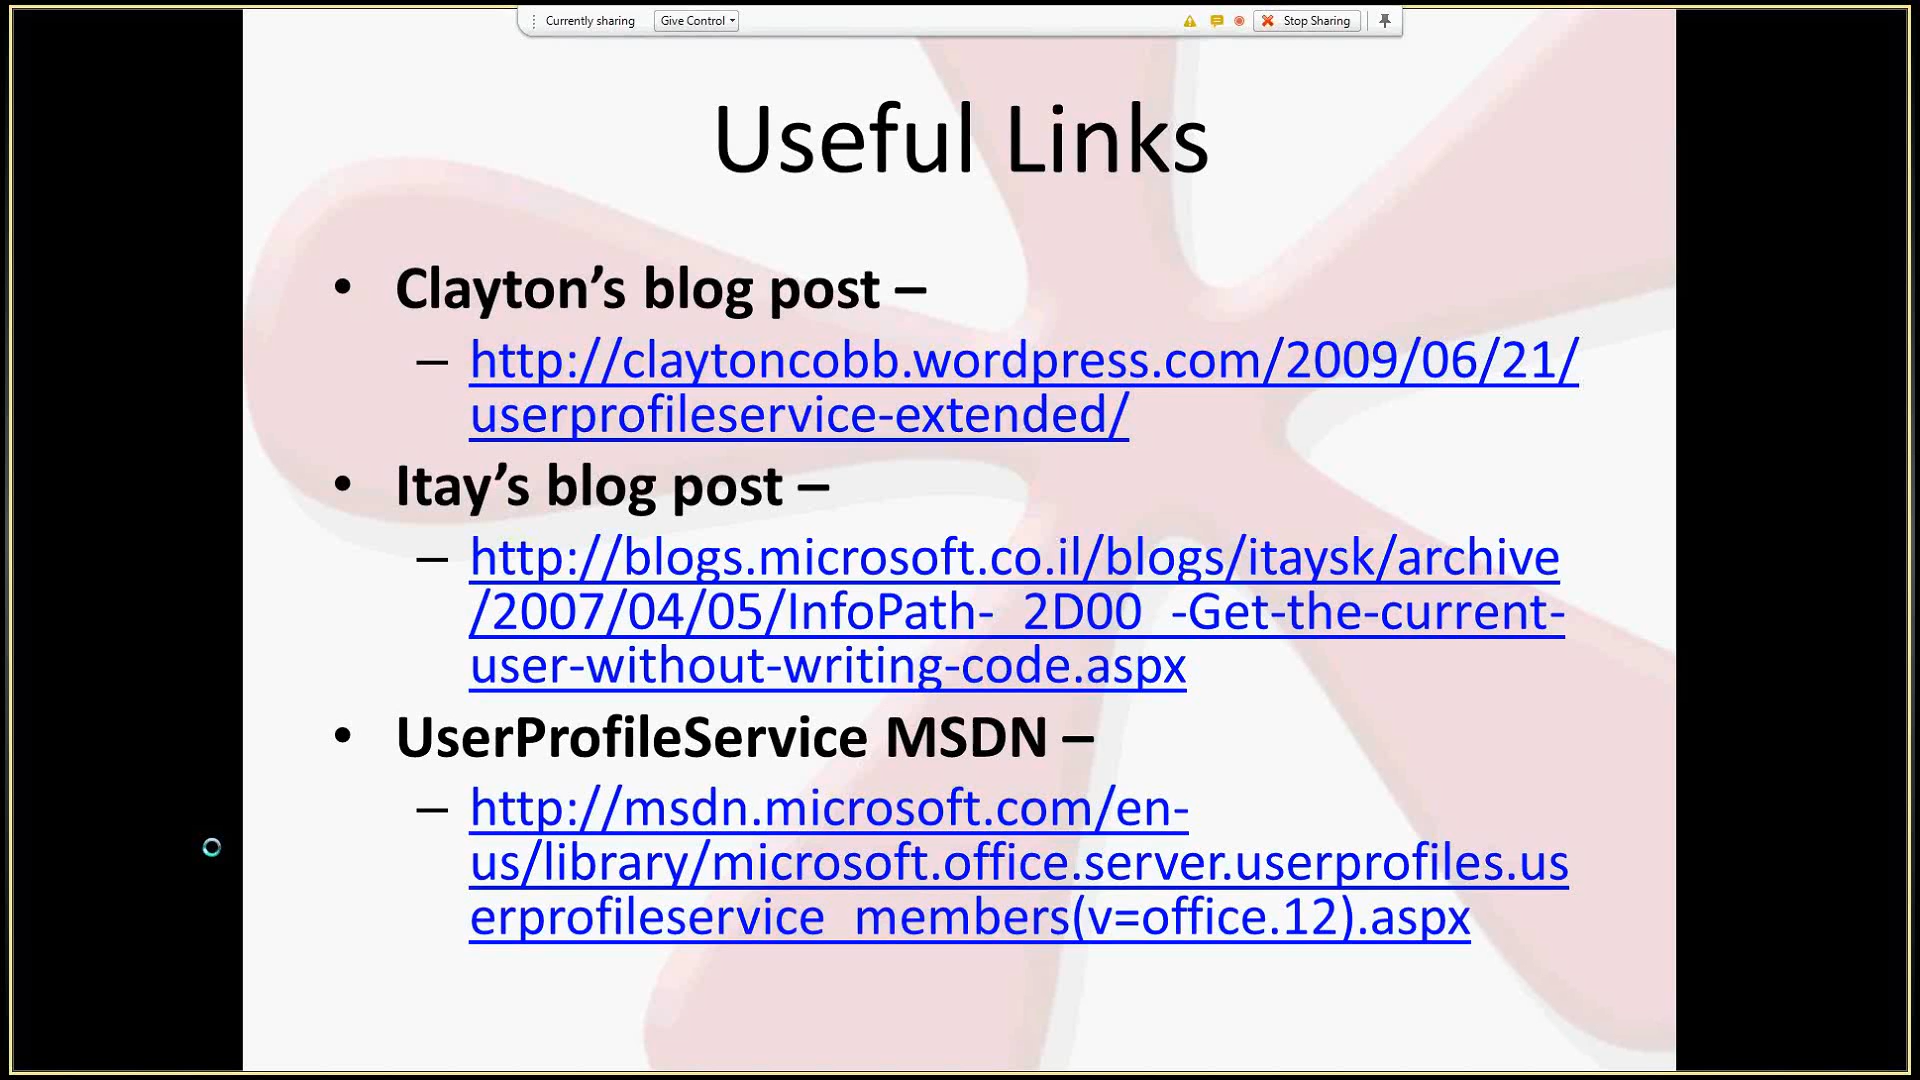 Currently sharing Give Control Stop Sharing
Useful Links
• Clayton’s blog post –
– http://claytoncobb.wordpress.com/2009/06/21/
userprofileservice-extended/
• Itay’s blog post –
– http://blogs.microsoft.co.il/blogs/itaysk/archive
/2007/04/05/InfoPath-_2D00_-Get-the-current-
user-without-writing-code.aspx
• UserProfileService MSDN –
– http://msdn.microsoft.com/en-
us/library/microsoft.office.server.userprofiles.us
erprofileservice_members(v=office.12).aspx